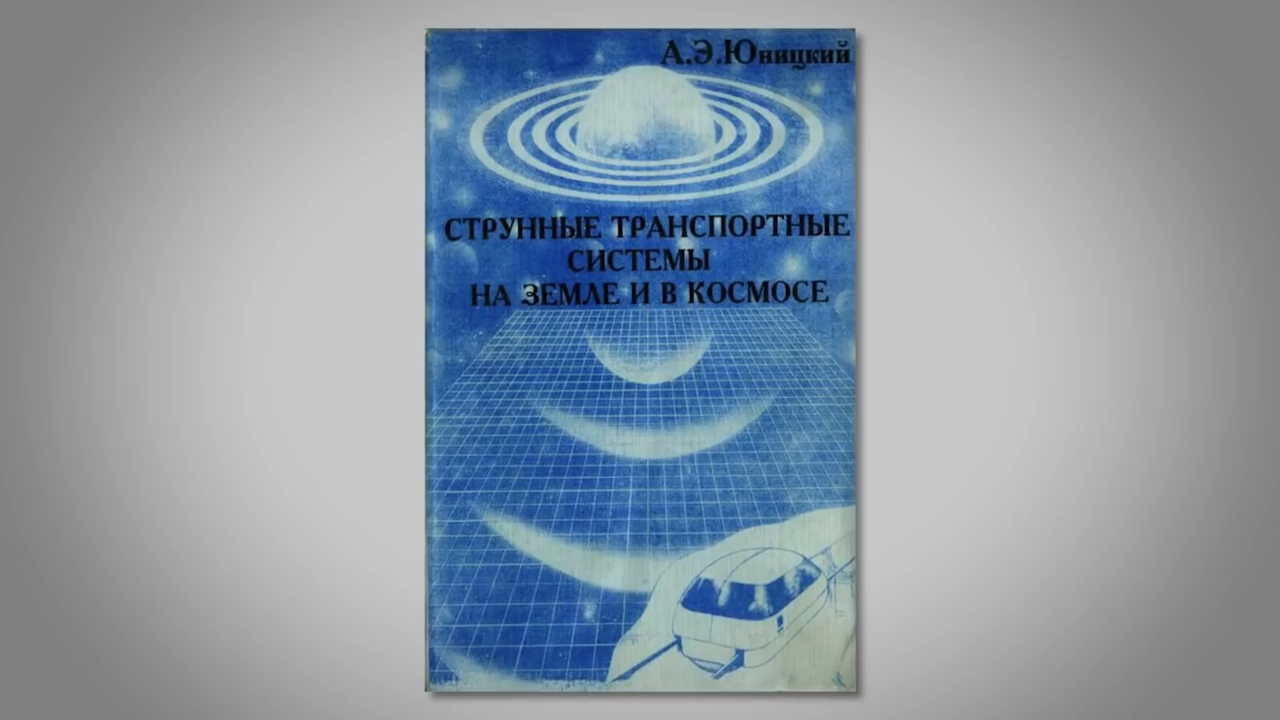 А.Э.Юницкий
СТРУННЫЕ ТРАНСПОРТНЫЕ
СИСТЕМЫ
НА ЗЕМЛЕ И В КОСМОСЕ